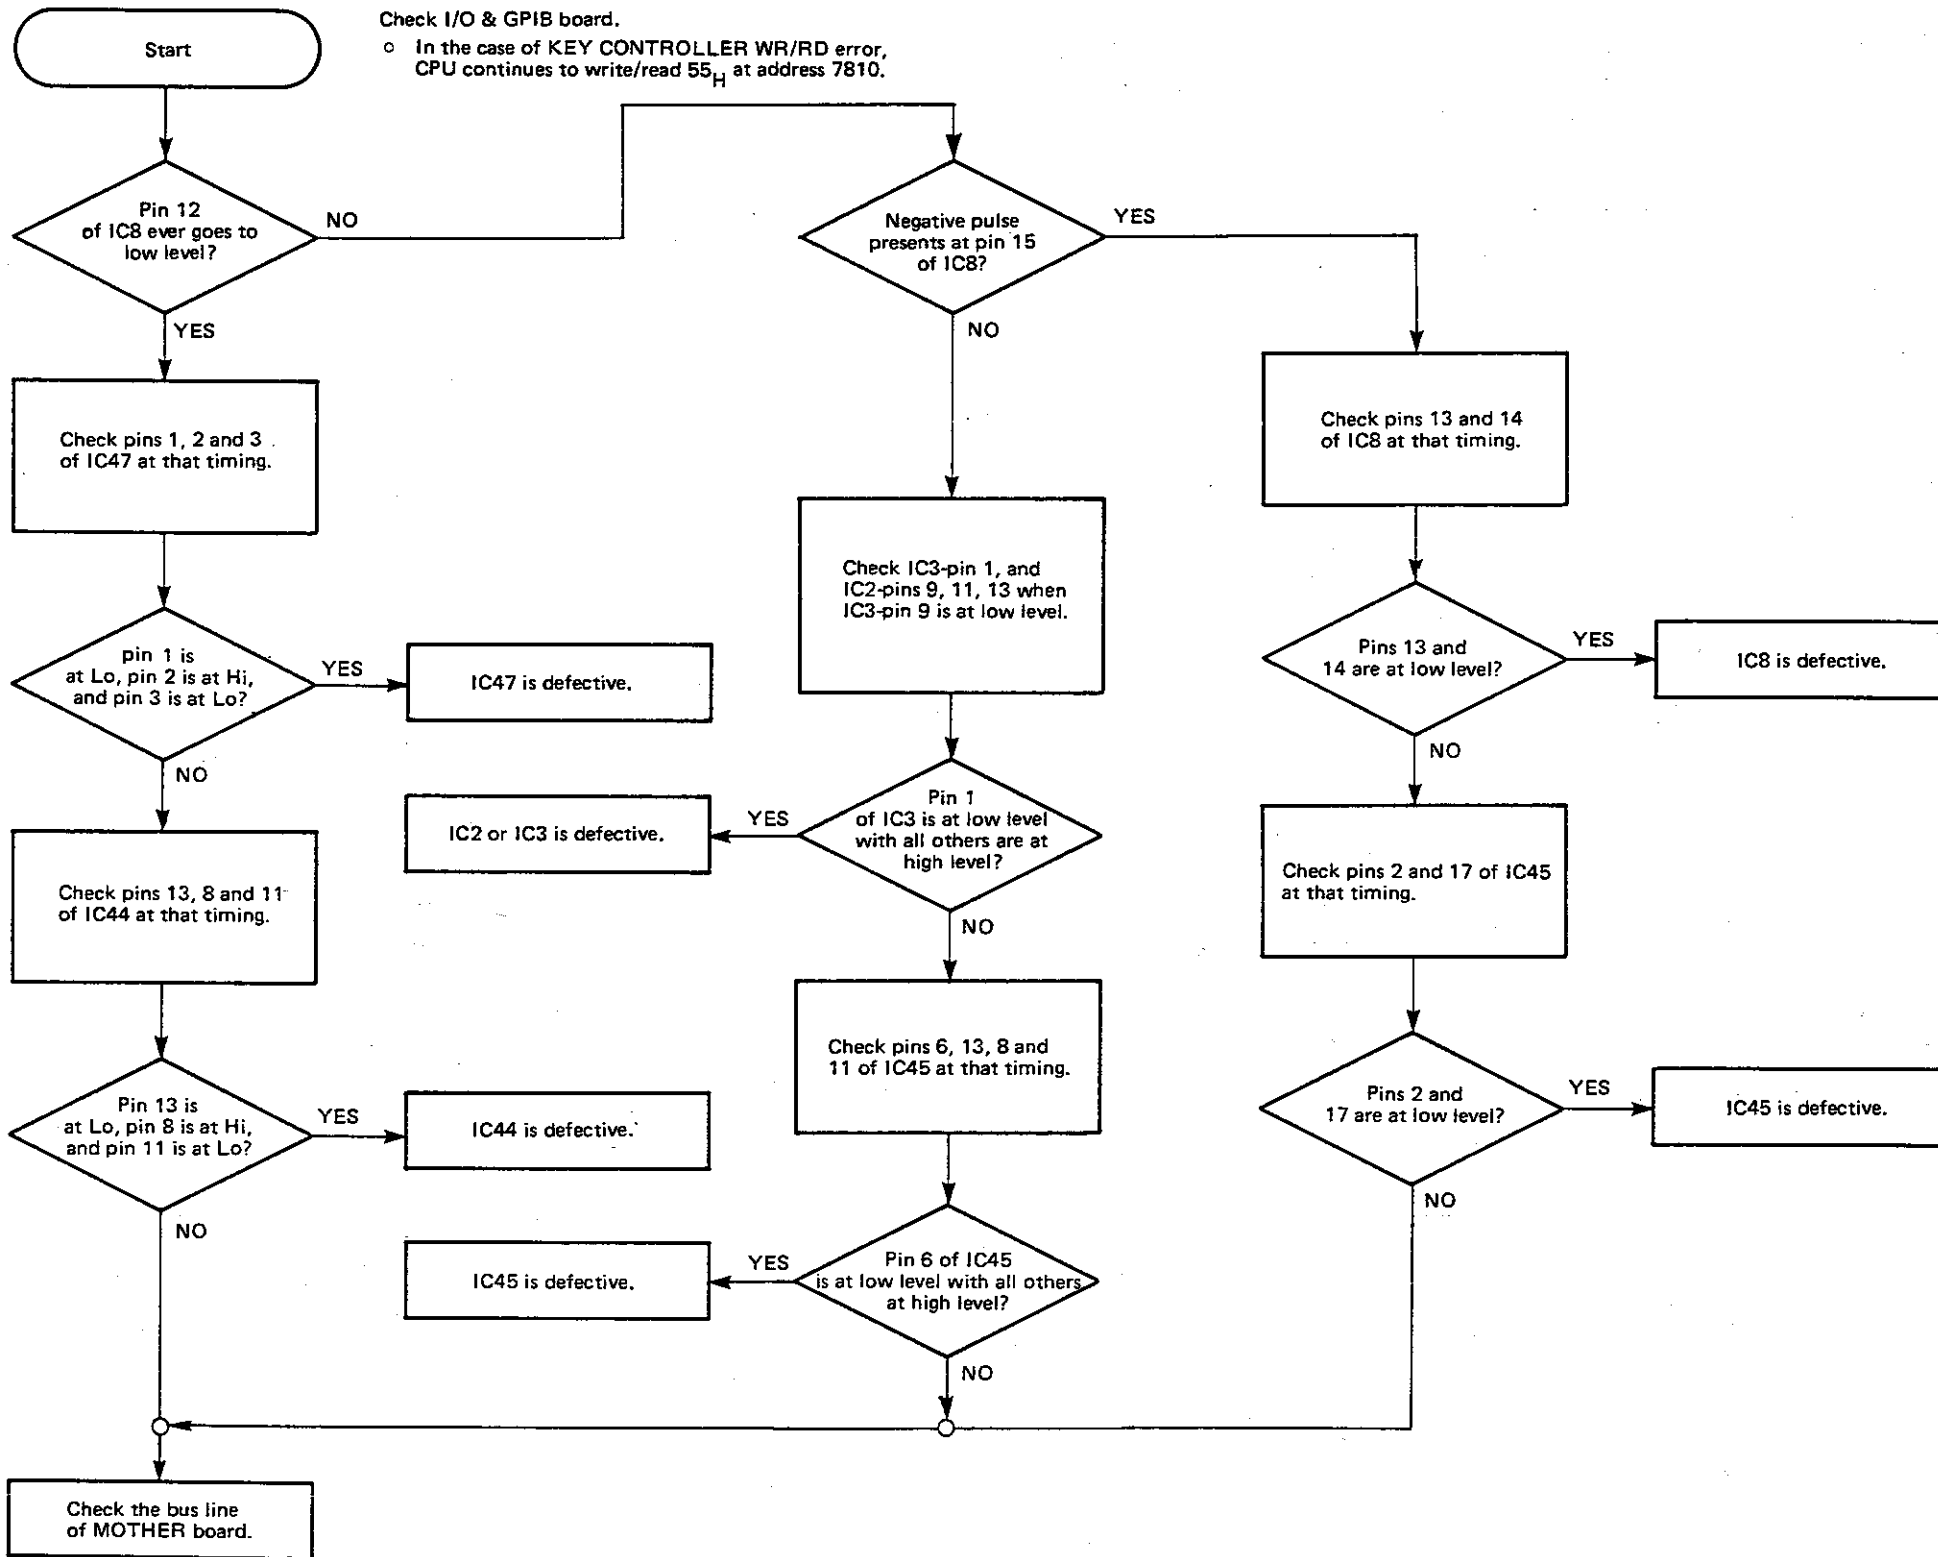 Start
Check I/O & GPIB board.
o In the case of KEY CONTROLLER WR/RD error,
CPU continues to write/read 55H at address 7810.
Pin 12
of IC8 ever goes to
low level?
NO
YES
Check pins 1, 2 and 3
of IC47 at that timing.
pin 1 is
at Lo, pin 2 is at Hi,
and pin 3 is at Lo?
YES
IC47 is defective.
NO
Check pins 13, 8 and 11
of IC44 at that timing.
Pin 13 is
at Lo, pin 8 is at Hi,
and pin 11 is at Lo?
YES
IC44 is defective.
NO
Check the bus line
of MOTHER board.
Negative pulse
presents at pin 15
of IC8?
YES
NO
Check IC3-pin 1, and
IC2-pins 9, 11, 13 when
IC3-pin 9 is at low level.
Pin 1
of IC3 is at low level
with all others are at
high level?
YES
IC2 or IC3 is defective.
NO
Check pins 6, 13, 8 and
11 of IC45 at that timing.
Pin 6 of IC45
is at low level with all others
at high level?
YES
IC45 is defective.
NO
Check pins 13 and 14
of IC8 at that timing.
Pins 13 and
14 are at low level?
YES
IC8 is defective.
NO
Check pins 2 and 17 of IC45
at that timing.
Pins 2 and
17 are at low level?
YES
IC45 is defective.
NO